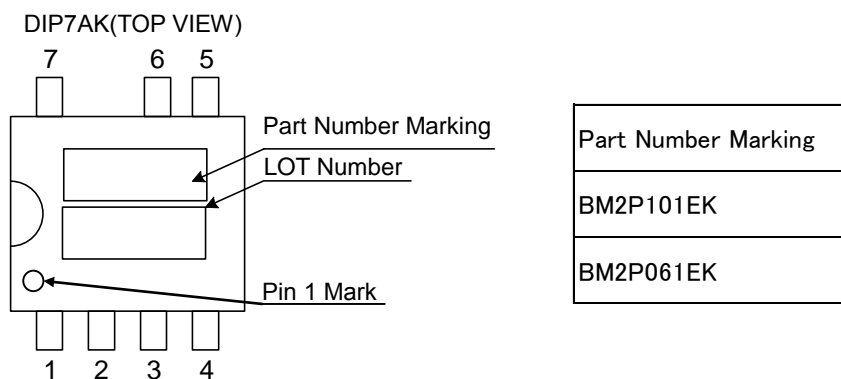 DIP7AK(TOP VIEW)
7 6 5
Part Number Marking
LOT Number
Pin 1 Mark
1 2 3 4
Part Number Marking
BM2P101EK
BM2P061EK